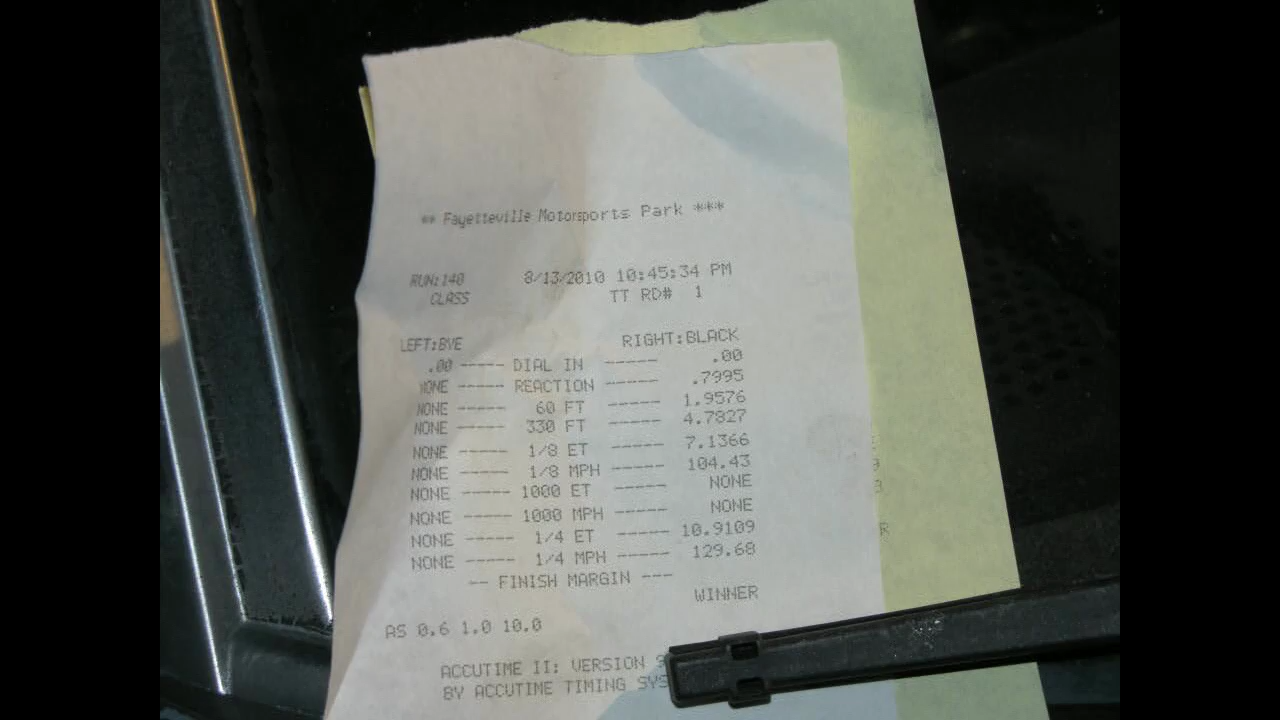 ** Fayetteville Motorsports Park ***
RUN:140 8/13/2010 10:45:34 PM
CLASS TT RD# 1
LEFT:BYE RIGHT:BLACK
.00 ----- DIAL IN ----- .00
NONE ----- REACTION ----- .7995
NONE ----- 60 FT ----- 1.9576
NONE ----- 330 FT ----- 4.7827
NONE ----- 1/8 ET ----- 7.1366
NONE ----- 1/8 MPH ----- 104.43
NONE ----- 1000 ET ----- NONE
NONE ----- 1000 MPH ----- NONE
NONE ----- 1/4 ET ----- 10.9109
NONE ----- 1/4 MPH ----- 129.68
-- FINISH MARGIN ---
WINNER
AS 0.6 1.0 10.0
ACCUTIME II: VERSION 9
BY ACCUTIME TIMING SYS